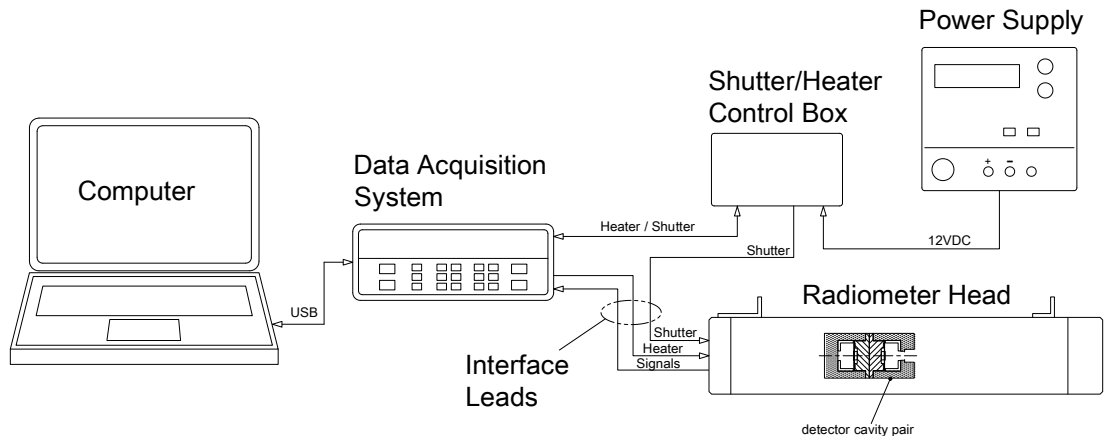 Power Supply
Shutter/Heater
Control Box
Data Acquisition
System
Computer
+ –
Heater / Shutter
12VDC
Shutter
USB
Radiometer Head
Interface
Leads
Shutter
Heater
Signals
detector cavity pair